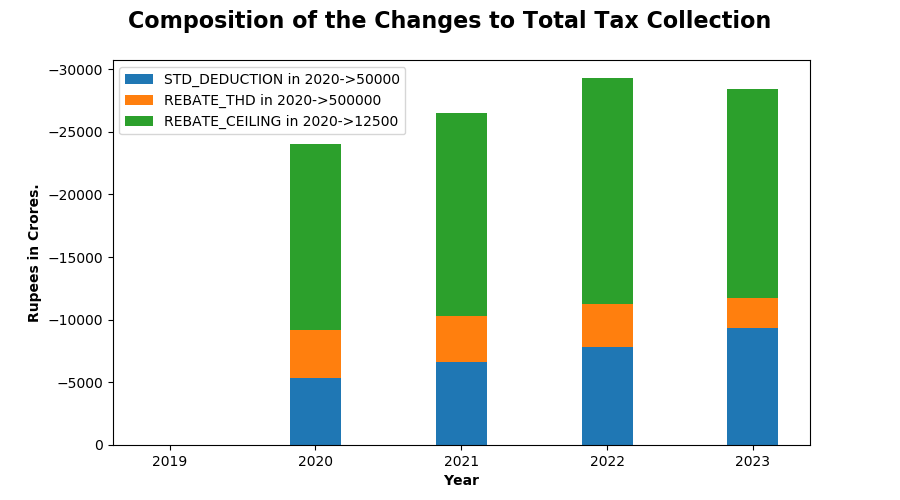 Composition of the Changes to Total Tax Collection
−30000
−25000
−20000
−15000
−10000
−5000
0
Rupees in Crores.
STD_DEDUCTION in 2020->50000
REBATE_THD in 2020->500000
REBATE_CEILING in 2020->12500
2019 2020 2021 2022 2023
Year